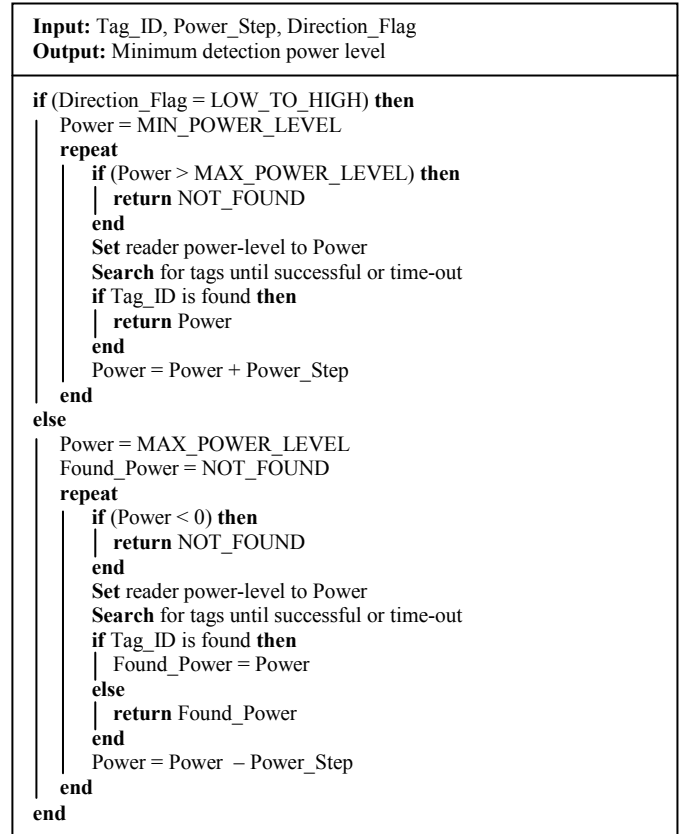 Input: Tag_ID, Power_Step, Direction_Flag
Output: Minimum detection power level
if (Direction_Flag = LOW_TO_HIGH) then
Power = MIN_POWER_LEVEL
repeat
if (Power > MAX_POWER_LEVEL) then
return NOT_FOUND
end
Set reader power-level to Power
Search for tags until successful or time-out
if Tag_ID is found then
return Power
end
Power = Power + Power_Step
end
else
Power = MAX_POWER_LEVEL
Found_Power = NOT_FOUND
repeat
if (Power < 0) then
return NOT_FOUND
end
Set reader power-level to Power
Search for tags until successful or time-out
if Tag_ID is found then
Found_Power = Power
else
return Found_Power
end
Power = Power – Power_Step
end
end